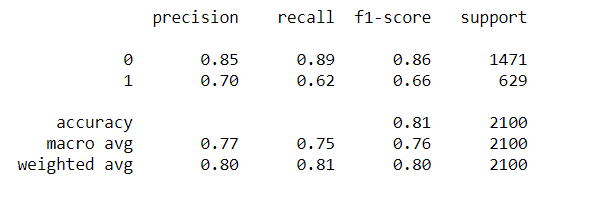 precision recall f1-score support
0 0.85 0.89 0.86 1471
1 0.70 0.62 0.66 629
accuracy 0.81 2100
macro avg 0.77 0.75 0.76 2100
weighted avg 0.80 0.81 0.80 2100